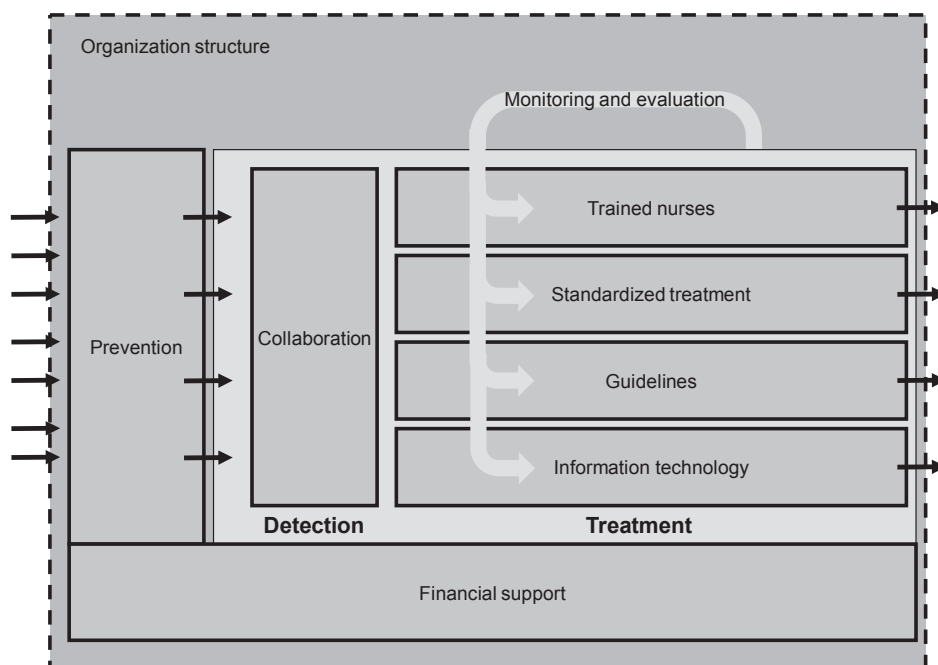 Organization structure
Monitoring and evaluation
Prevention
Collaboration
Trained nurses
Standardized treatment
Guidelines
Information technology
Detection
Treatment
Financial support